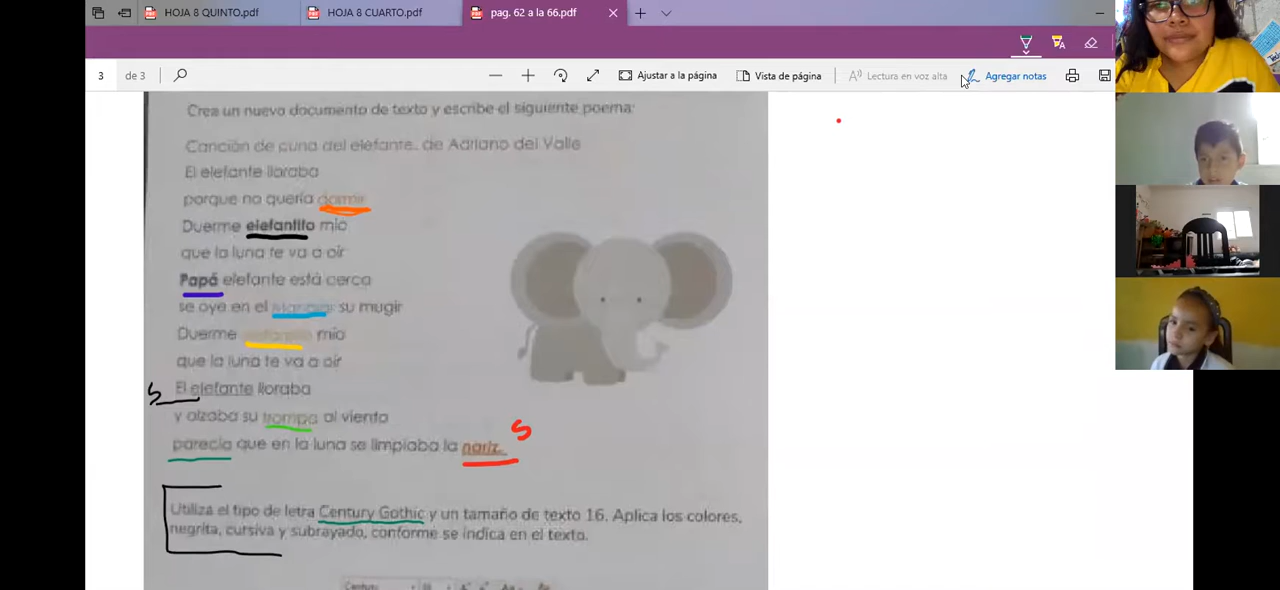 HOJA 8 QUINTO.pdf
HOJA 8 CUARTO.pdf
pag. 62 a la 66.pdf
3 de 3
Ajustar a la página
Vista de página
Lectura en voz alta
Agregar notas
Crea un nuevo documento de texto y escribe el siguiente poema:
Canción de cuna del elefante, de Adriano del Valle
El elefante lloraba
porque no quería dormir
Duerme elefantito mío
que la luna te va a oír
Papá elefante está cerca
se oye en el manglar su mugir
Duerme elefantito mío
que la luna te va a oír
S El elefante lloraba
y alzaba su trompa al viento
parecía que en la luna se limpiaba la nariz. S
Utiliza el tipo de letra Century Gothic y un tamaño de texto 16. Aplica los colores,
negrita, cursiva y subrayado, conforme se indica en el texto.
Century